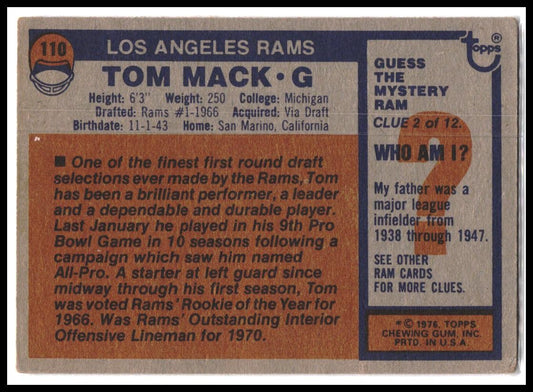 110
LOS ANGELES RAMS
TOM MACK • G
Height: 6'3" Weight: 250 College: Michigan
Drafted: Rams #1-1966 Acquired: Via Draft
Birthdate: 11-1-43 Home: San Marino, California
■ One of the finest first round draft
selections ever made by the Rams, Tom
has been a brilliant performer, a leader
and a dependable and durable player.
Last January he played in his 9th Pro
Bowl Game in 10 seasons following a
campaign which saw him named
All-Pro. A starter at left guard since
midway through his first season, Tom
was voted Rams' Rookie of the Year for
1966. Was Rams' Outstanding Interior
Offensive Lineman for 1970.
topps
GUESS
THE
MYSTERY
RAM
CLUE 2 of 12.
?
WHO AM I?
My father was a
major league
infielder from
1938 through 1947.
SEE OTHER
RAM CARDS
FOR MORE CLUES.
*© 1976, TOPPS
CHEWING GUM, INC.
PRTD. IN U.S.A.